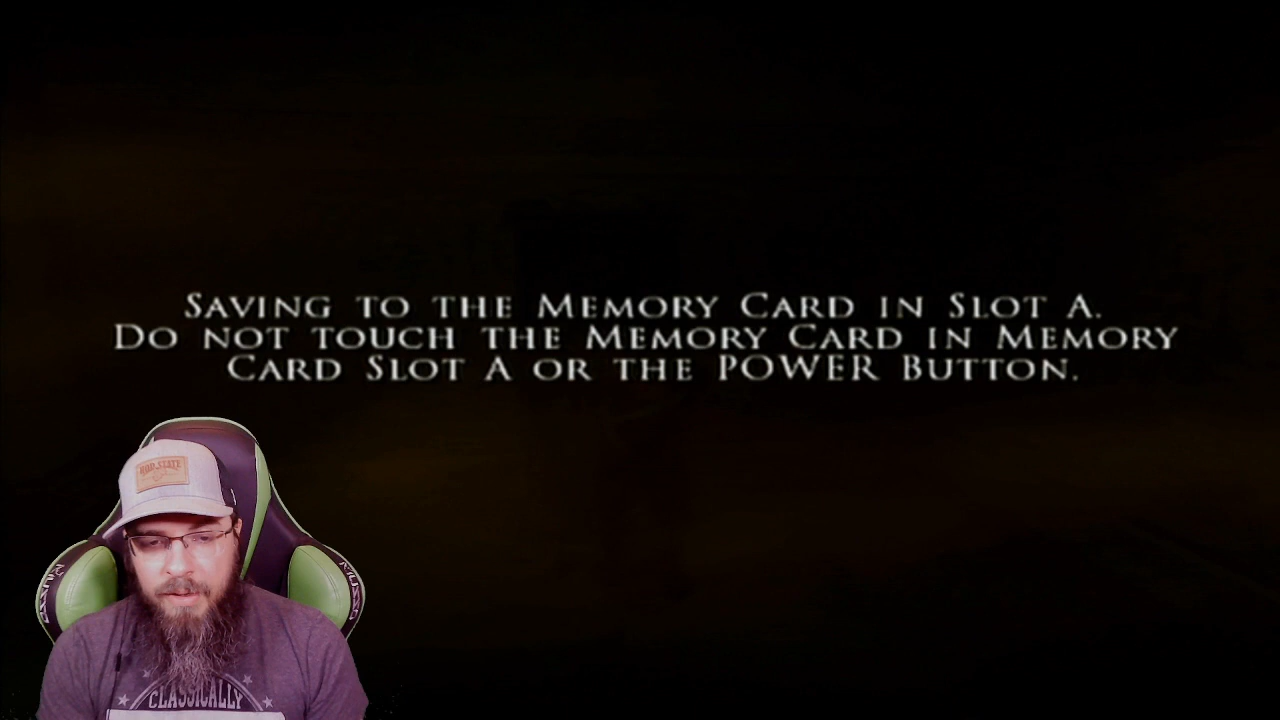 SAVING TO THE MEMORY CARD IN SLOT A.
DO NOT TOUCH THE MEMORY CARD IN MEMORY
CARD SLOT A OR THE POWER BUTTON.
CLASSICALLY